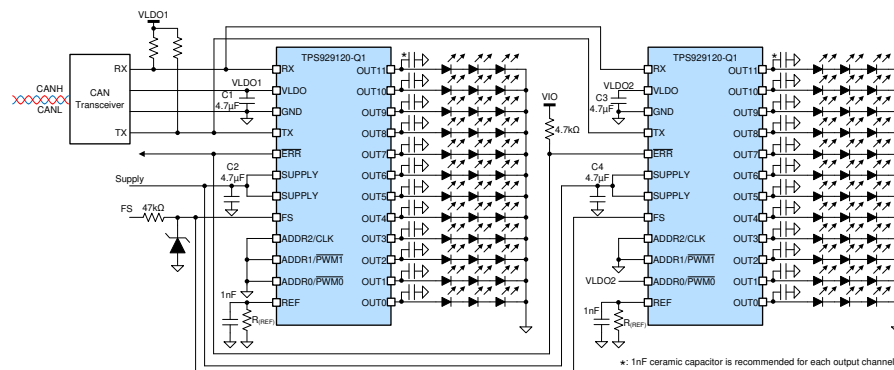 VLDO1
CANH
CANL
CAN
Transceiver
RX
TX
VLDO1
C1
4.7µF
Supply
C2
4.7µF
FS
47kΩ
1nF
R(REF)
TPS929120-Q1
RX
VLDO
GND
TX
ERR
SUPPLY
SUPPLY
FS
ADDR2/CLK
ADDR1/PWM1
ADDR0/PWM0
REF
OUT11
OUT10
OUT9
OUT8
OUT7
OUT6
OUT5
OUT4
OUT3
OUT2
OUT1
OUT0
*
VIO
4.7kΩ
VLDO2
C3
4.7µF
C4
4.7µF
VLDO2
1nF
R(REF)
TPS929120-Q1
RX
VLDO
GND
TX
ERR
SUPPLY
SUPPLY
FS
ADDR2/CLK
ADDR1/PWM1
ADDR0/PWM0
REF
OUT11
OUT10
OUT9
OUT8
OUT7
OUT6
OUT5
OUT4
OUT3
OUT2
OUT1
OUT0
*
*: 1nF ceramic capacitor is recommended for each output channel